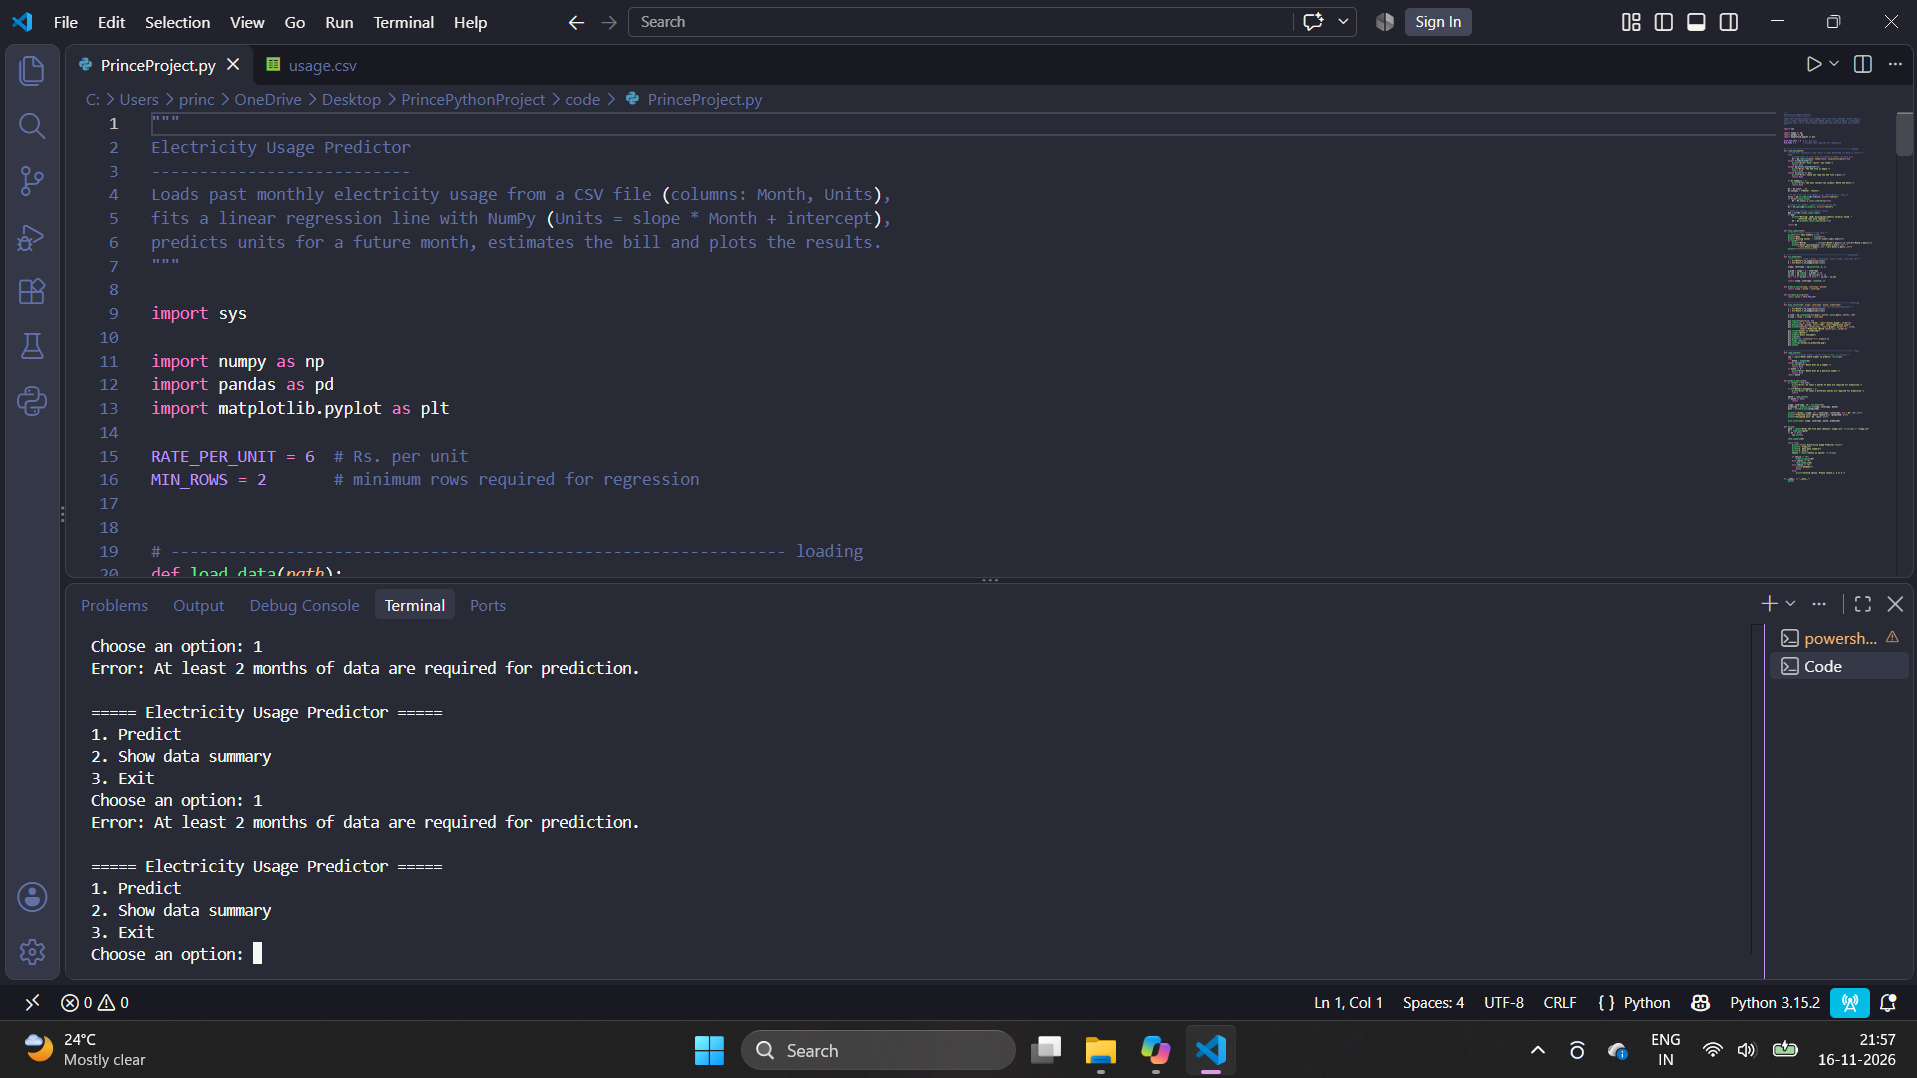 File Edit Selection View Go Run Terminal Help
Search
Sign In
PrinceProject.py
usage.csv
C: > Users > princ > OneDrive > Desktop > PrincePythonProject > code > PrinceProject.py
1 """
2 Electricity Usage Predictor
3 ---------------------------
4 Loads past monthly electricity usage from a CSV file (columns: Month, Units),
5 fits a linear regression line with NumPy (Units = slope * Month + intercept),
6 predicts units for a future month, estimates the bill and plots the results.
7 """
8
9 import sys
10
11 import numpy as np
12 import pandas as pd
13 import matplotlib.pyplot as plt
14
15 RATE_PER_UNIT = 6  # Rs. per unit
16 MIN_ROWS = 2       # minimum rows required for regression
17
18
19 # ---------------------------------------------------------------- loading
20 def load_data(path):
Problems Output Debug Console Terminal Ports
powersh...
Code
Choose an option: 1
Error: At least 2 months of data are required for prediction.
===== Electricity Usage Predictor =====
1. Predict
2. Show data summary
3. Exit
Choose an option: 1
Error: At least 2 months of data are required for prediction.
===== Electricity Usage Predictor =====
1. Predict
2. Show data summary
3. Exit
Choose an option:
0 0
Ln 1, Col 1 Spaces: 4 UTF-8 CRLF {} Python Python 3.15.2
24°C
Mostly clear
Search
ENG
IN
21:57
16-11-2026